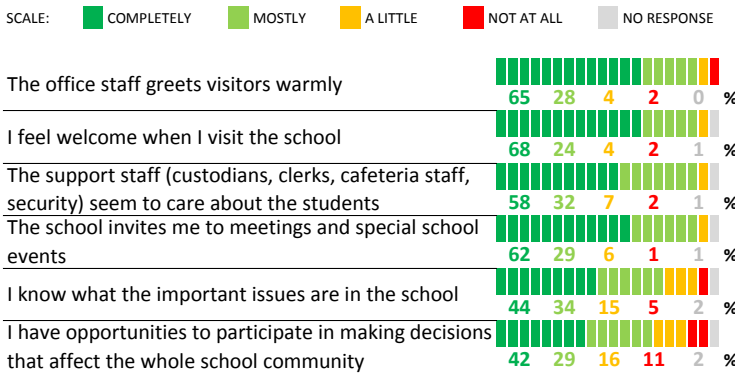 SCALE: COMPLETELY MOSTLY A LITTLE NOT AT ALL NO RESPONSE
The office staff greets visitors warmly
65 28 4 2 0 %
I feel welcome when I visit the school
68 24 4 2 1 %
The support staff (custodians, clerks, cafeteria staff,
security) seem to care about the students
58 32 7 2 1 %
The school invites me to meetings and special school
events
62 29 6 1 1 %
I know what the important issues are in the school
44 34 15 5 2 %
I have opportunities to participate in making decisions
that affect the whole school community
42 29 16 11 2 %